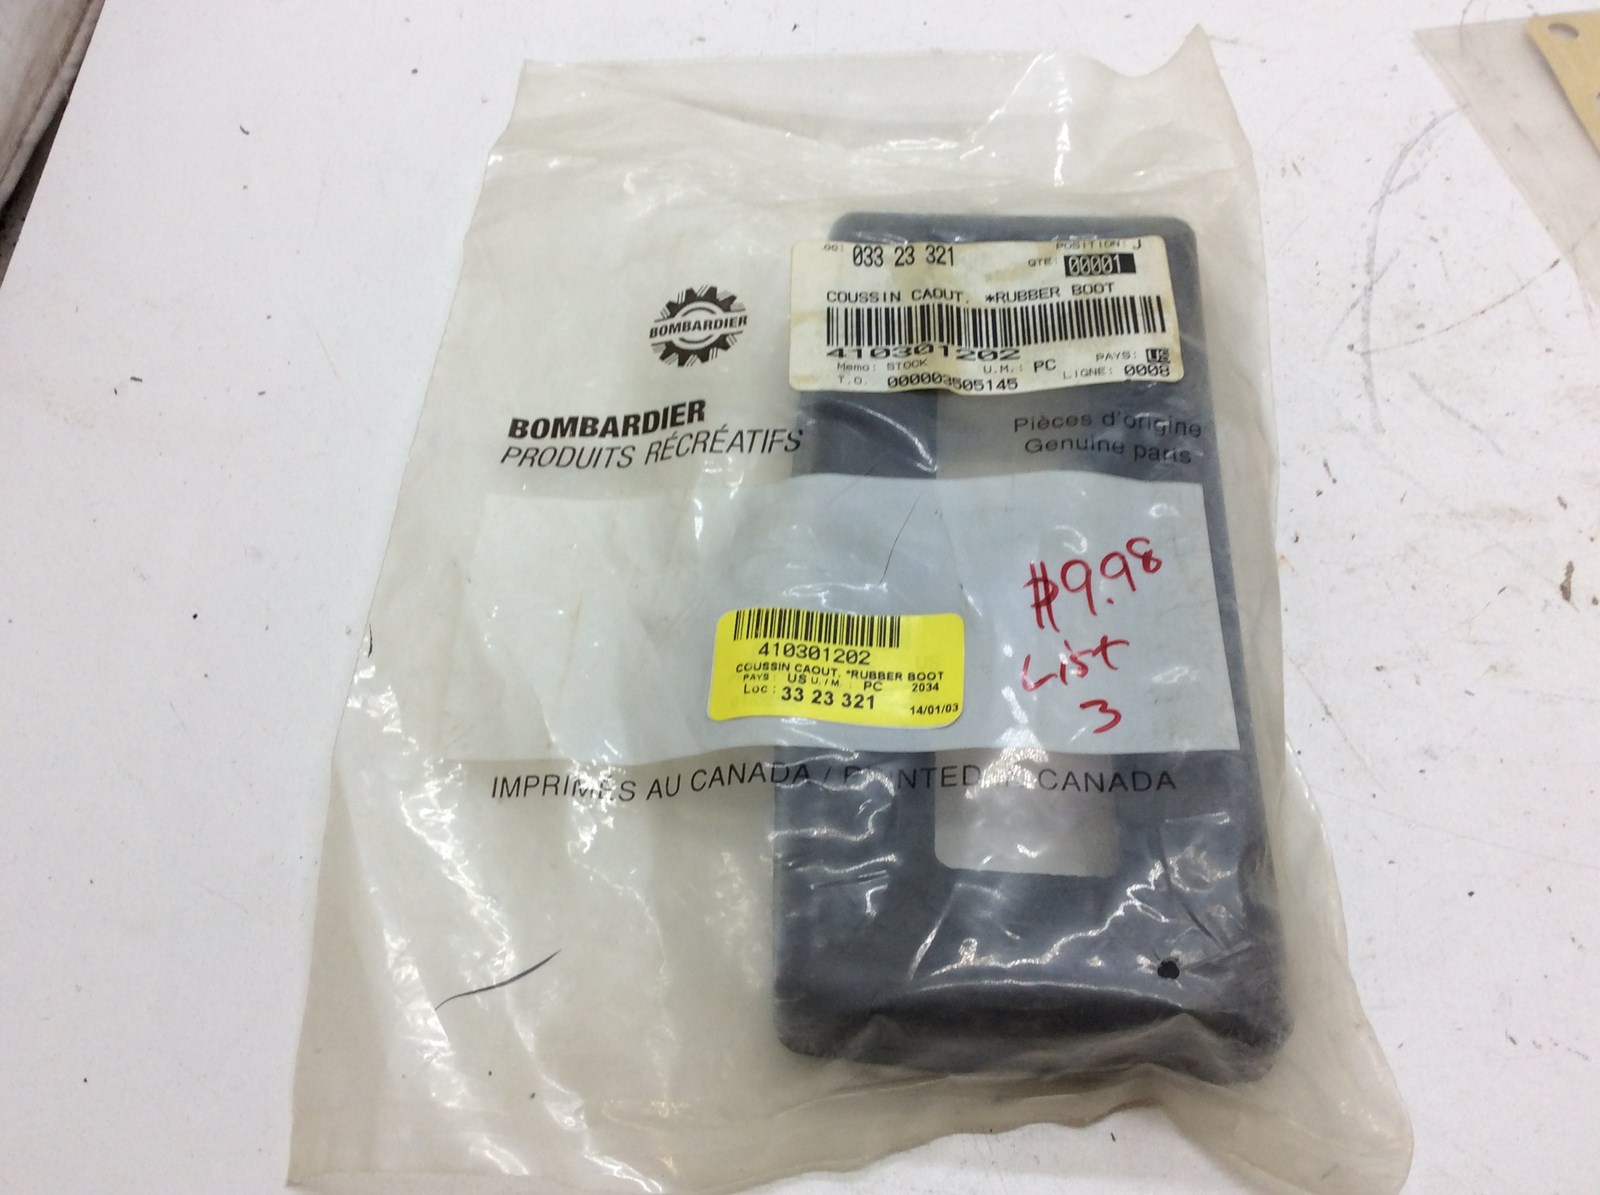 033 23 321
POSITION: J
QTE: 00001
COUSSIN CAOUT, *RUBBER BOOT
410301202
Memo: STOCK U.M.: PC PAYS: US
T.O. 000003505145 LIGNE: 0008
BOMBARDIER
BOMBARDIER
PRODUITS RÉCRÉATIFS
Pièces d'origine
Genuine parts
$9.98
List
3
410301202
COUSSIN CAOUT, *RUBBER BOOT
PAYS: US U./M. PC 2034
Loc: 33 23 321 14/01/03
IMPRIMÉS AU CANADA / PRINTED CANADA